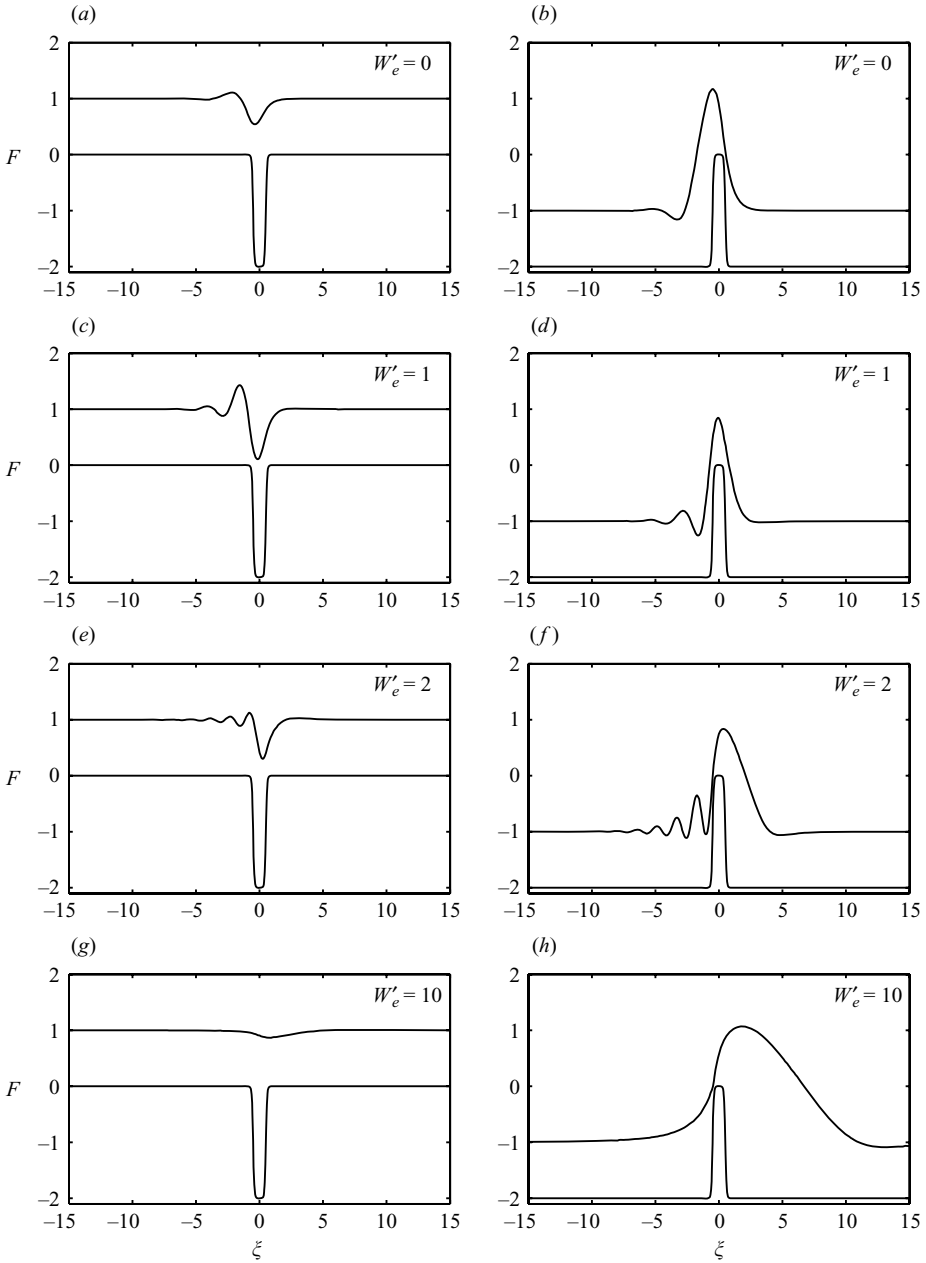 (a)
(b)
W′e = 0
W′e = 0
2
1
F 0
–1
–2
–15 –10 –5 0 5 10 15
2
1
0
–1
–2
–15 –10 –5 0 5 10 15
(c)
(d)
W′e = 1
W′e = 1
2
1
F 0
–1
–2
–15 –10 –5 0 5 10 15
2
1
0
–1
–2
–15 –10 –5 0 5 10 15
(e)
(f)
W′e = 2
W′e = 2
2
1
F 0
–1
–2
–15 –10 –5 0 5 10 15
2
1
0
–1
–2
–15 –10 –5 0 5 10 15
(g)
(h)
W′e = 10
W′e = 10
2
1
F 0
–1
–2
–15 –10 –5 0 5 10 15
ξ
2
1
0
–1
–2
–15 –10 –5 0 5 10 15
ξ